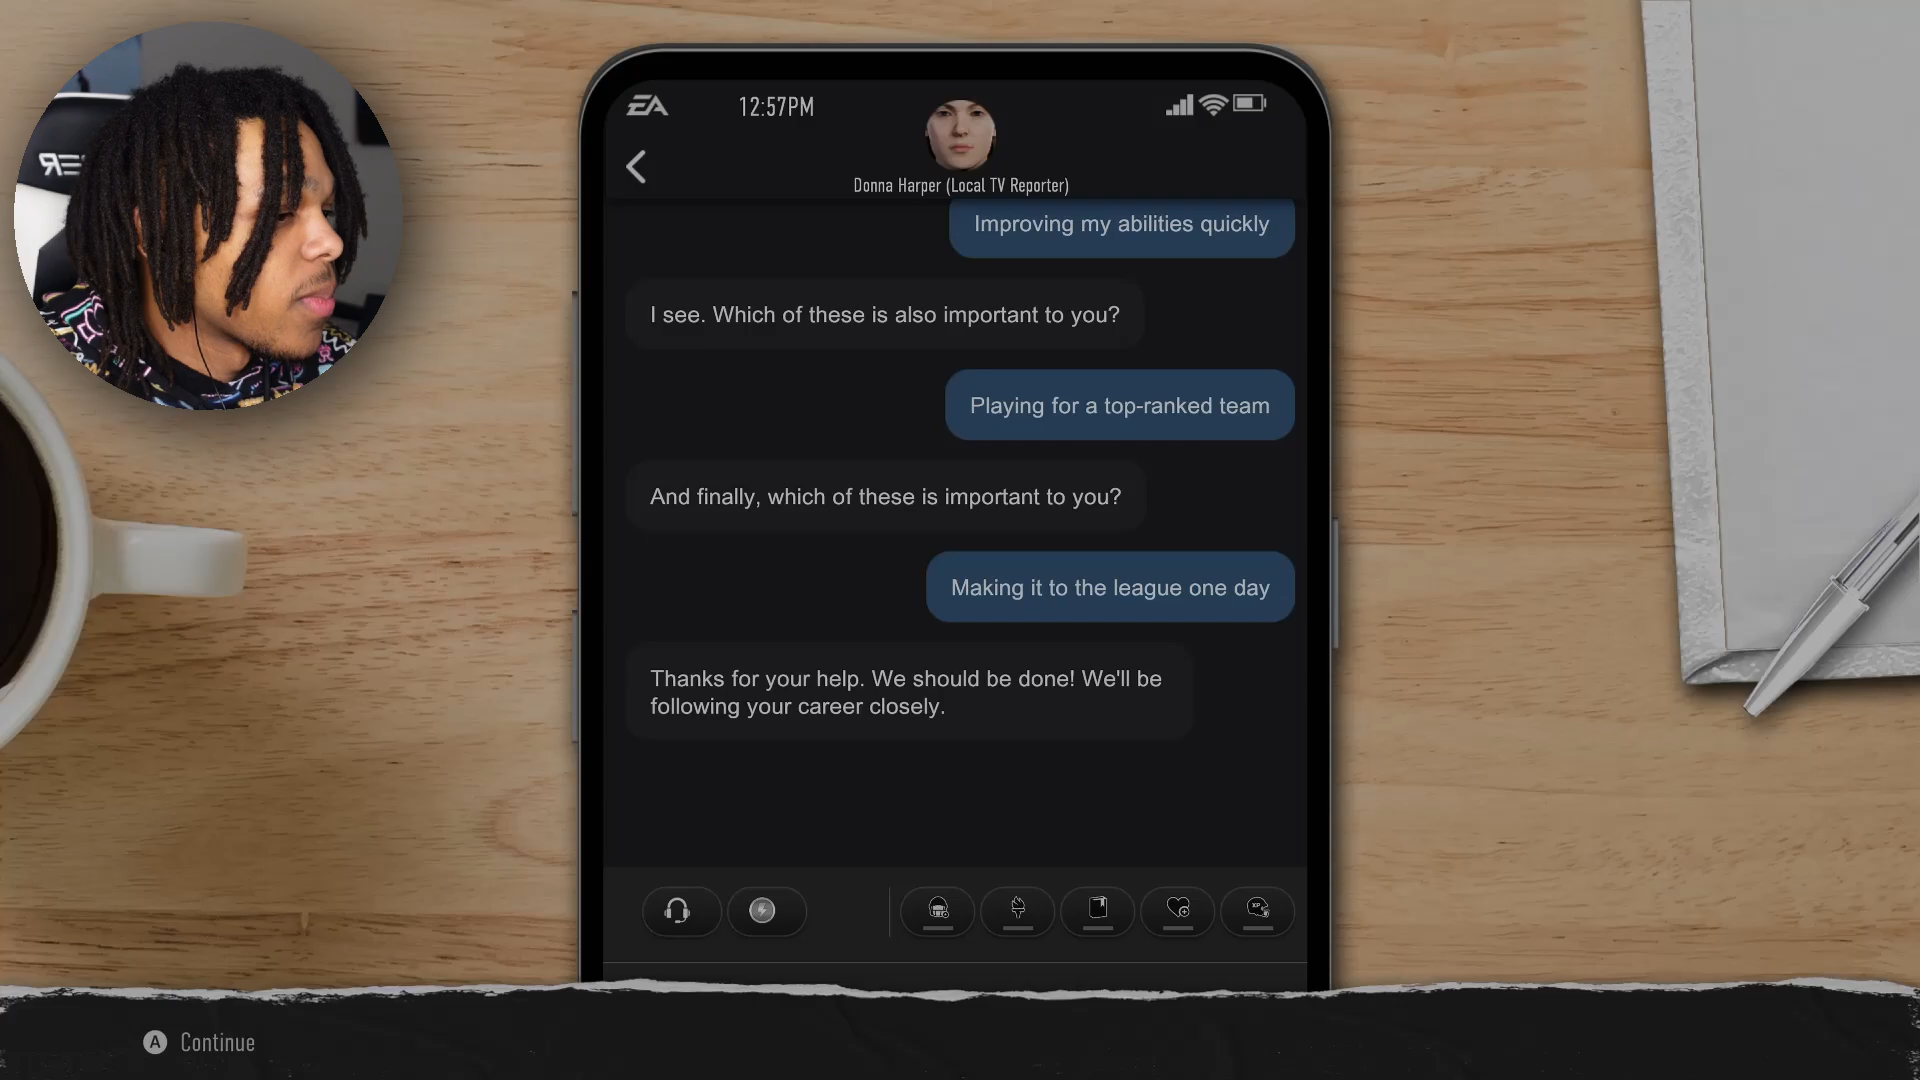 EA
12:57PM
Donna Harper (Local TV Reporter)
Improving my abilities quickly
I see. Which of these is also important to you?
Playing for a top-ranked team
And finally, which of these is important to you?
Making it to the league one day
Thanks for your help. We should be done! We'll be
following your career closely.
XP
A Continue